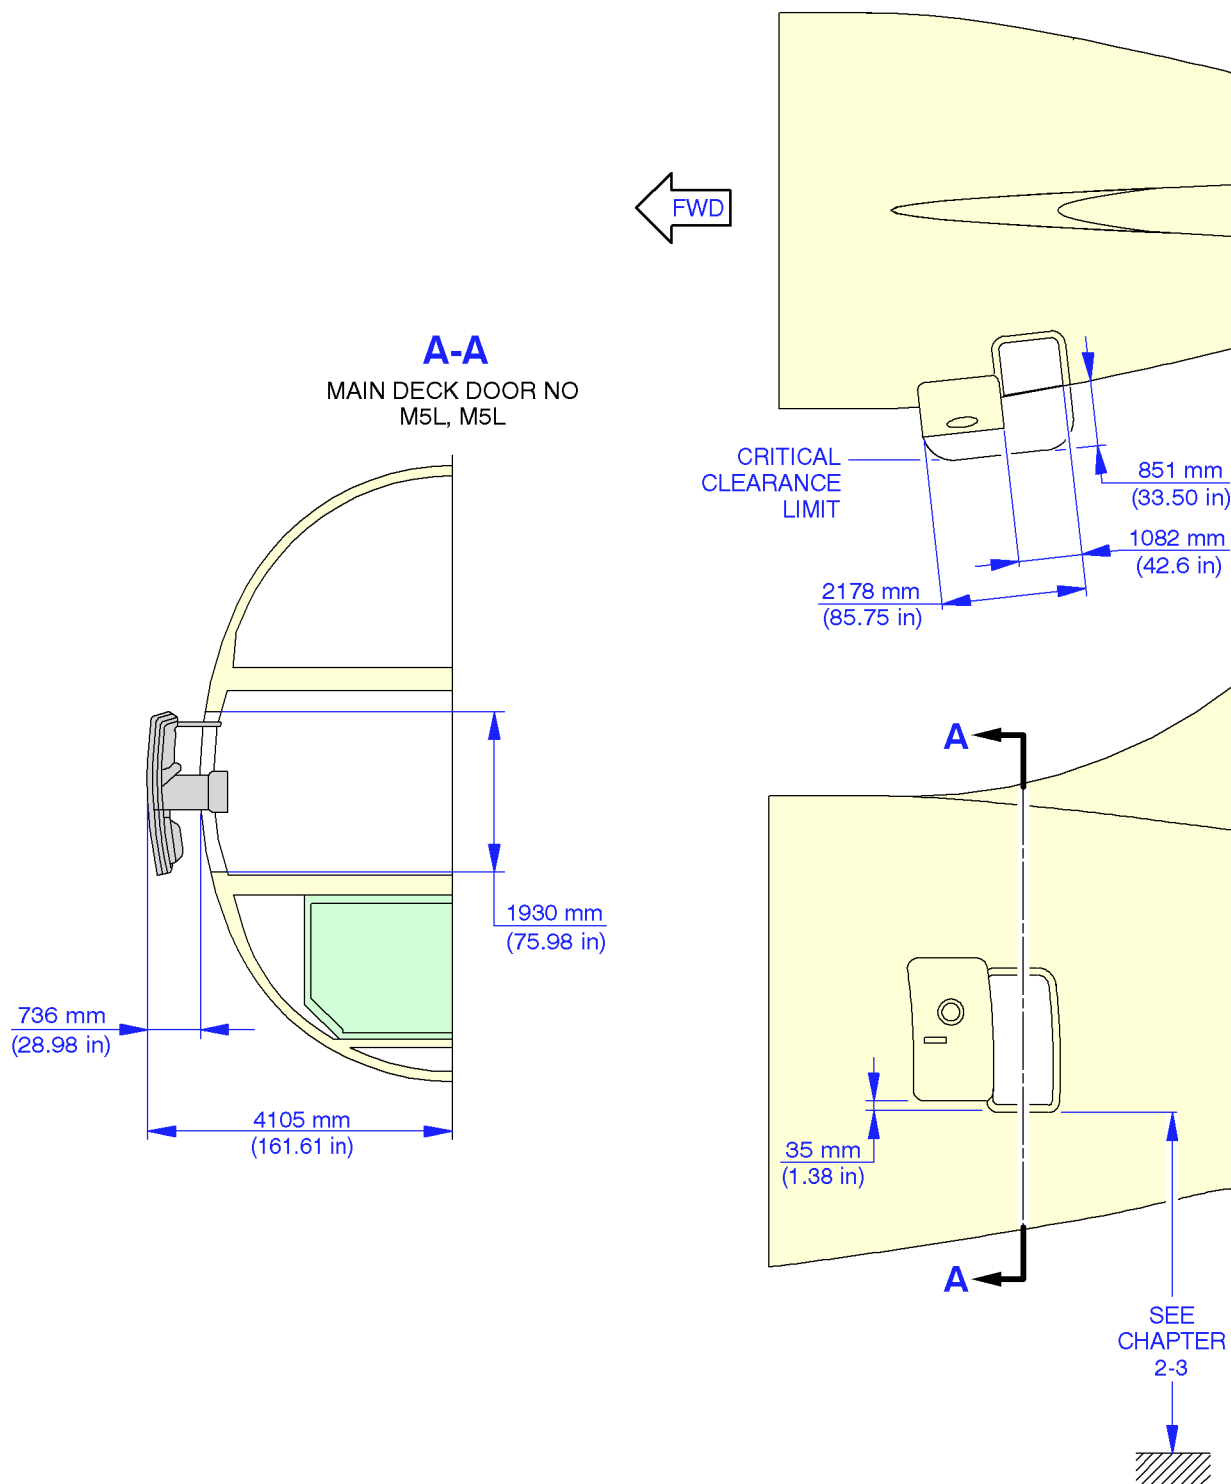 FWD
A-A
MAIN DECK DOOR NO
M5L, M5L
CRITICAL
CLEARANCE
LIMIT
851 mm
(33.50 in)
1082 mm
(42.6 in)
2178 mm
(85.75 in)
A
1930 mm
(75.98 in)
736 mm
(28.98 in)
4105 mm
(161.61 in)
35 mm
(1.38 in)
A
SEE
CHAPTER
2-3